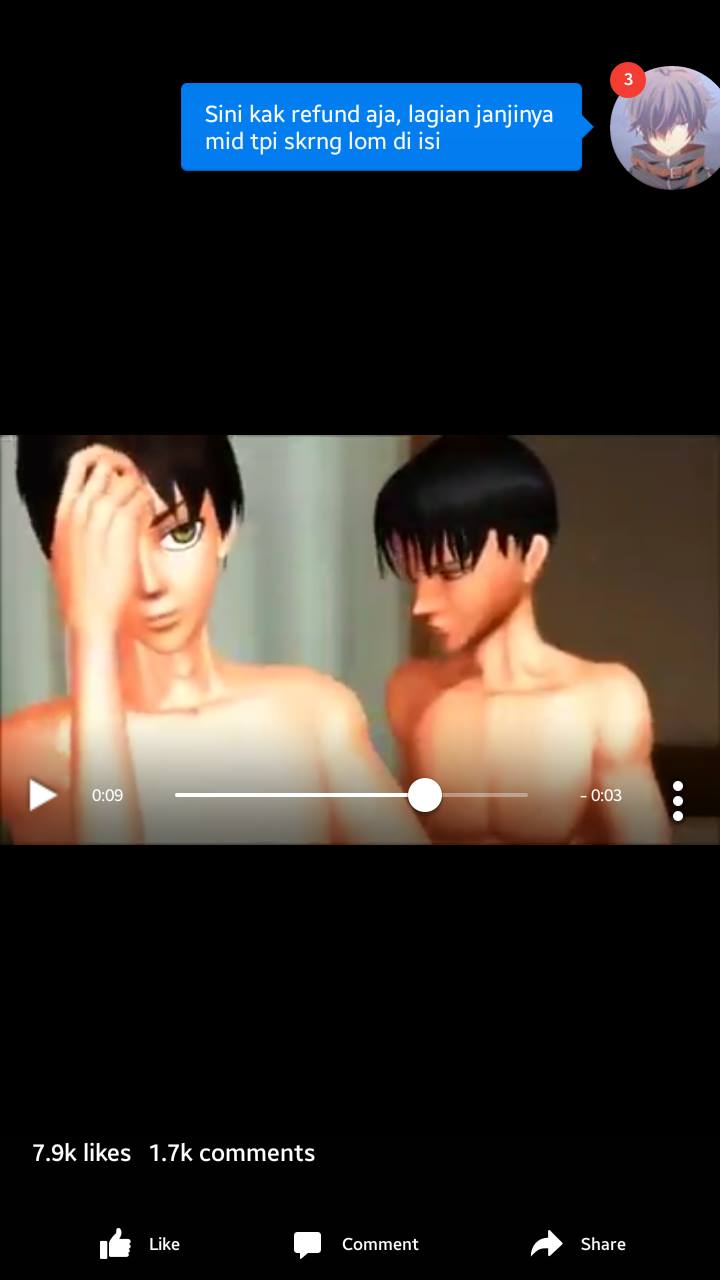 3
Sini kak refund aja, lagian janjinya
mid tpi skrng lom di isi
0:09
- 0:03
7.9k likes 1.7k comments
Like Comment Share